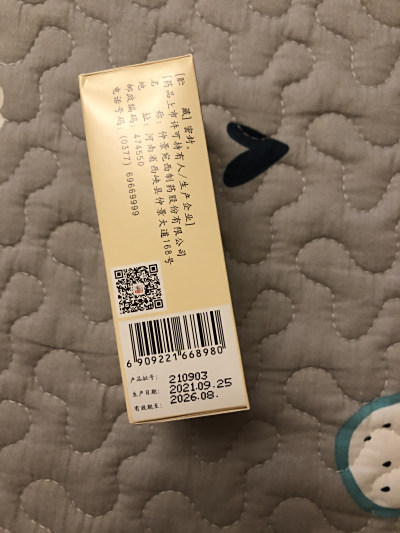 [贮　藏]密封。
[药品上市许可持有人/生产企业]
名　称：仲景宛西制药股份有限公司
地　址：河南省西峡县仲景大道168号
邮政编码：474550
电话号码：(0377) 69669999
6 909221 668980
产品批号： 210903
生产日期： 2021.09.25
有效期至： 2026.08.